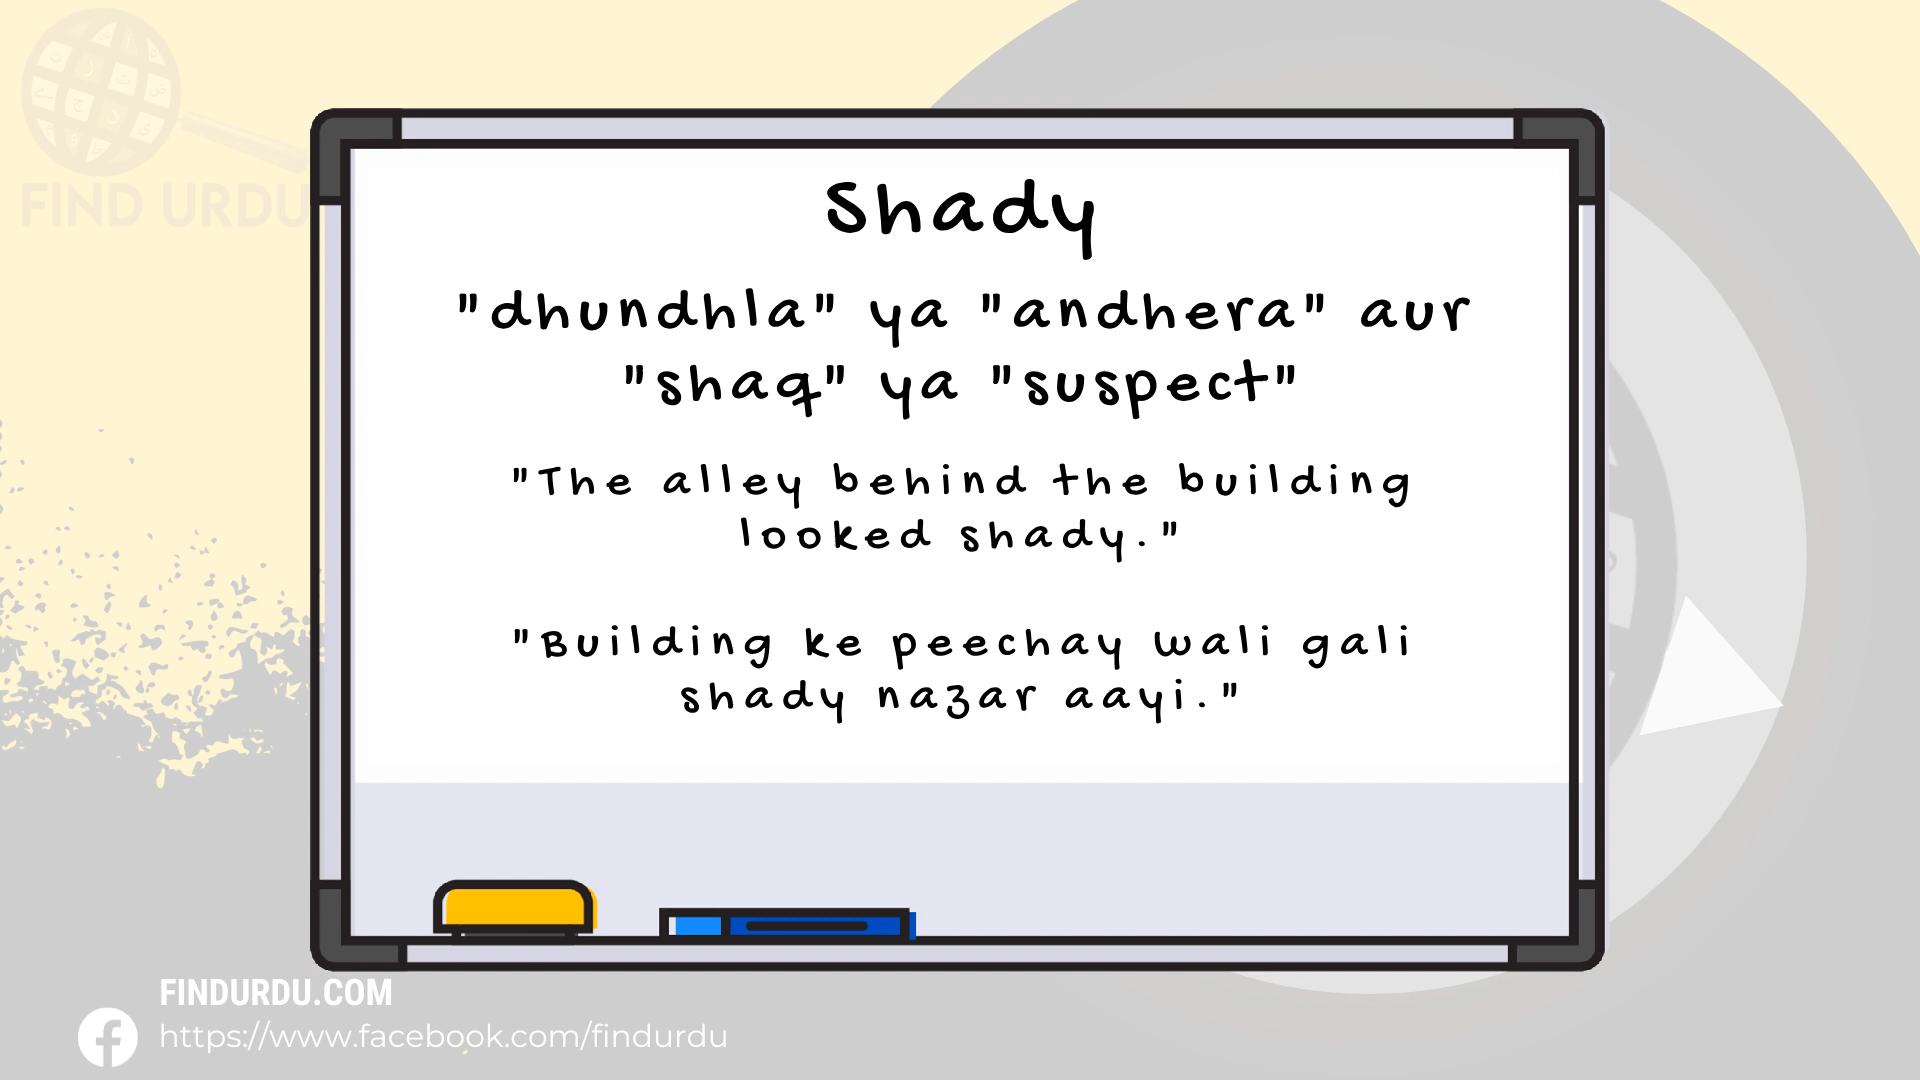 FIND URDU
Shady
"dhundhla" ya "andhera" aur
"shaq" ya "suspect"
"The alley behind the building
looked shady."
"Building ke peechay wali gali
shady nazar aayi."
FINDURDU.COM
https://www.facebook.com/findurdu